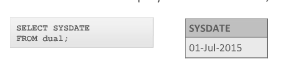 SELECT SYSDATE
FROM dual;
SYSDATE
01-Jul-2015